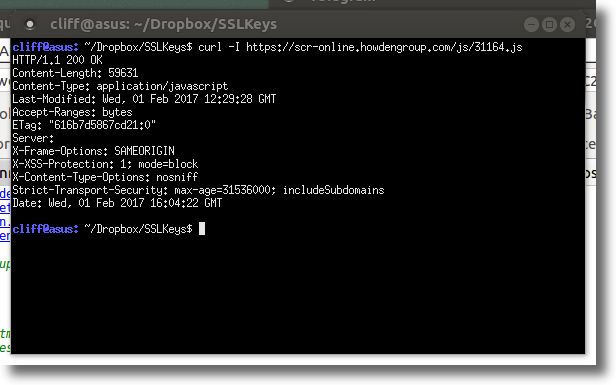 cliff@asus: ~/Dropbox/SSLKeys
cliff@asus: ~/Dropbox/SSLKeys$ curl -I https://scr-online.howdengroup.com/js/31164.js
HTTP/1.1 200 OK
Content-Length: 59631
Content-Type: application/javascript
Last-Modified: Wed, 01 Feb 2017 12:29:28 GMT
Accept-Ranges: bytes
ETag: "616b7d5867cd21:0"
Server:
X-Frame-Options: SAMEORIGIN
X-XSS-Protection: 1; mode=block
X-Content-Type-Options: nosniff
Strict-Transport-Security: max-age=31536000; includeSubdomains
Date: Wed, 01 Feb 2017 16:04:22 GMT
cliff@asus: ~/Dropbox/SSLKeys$